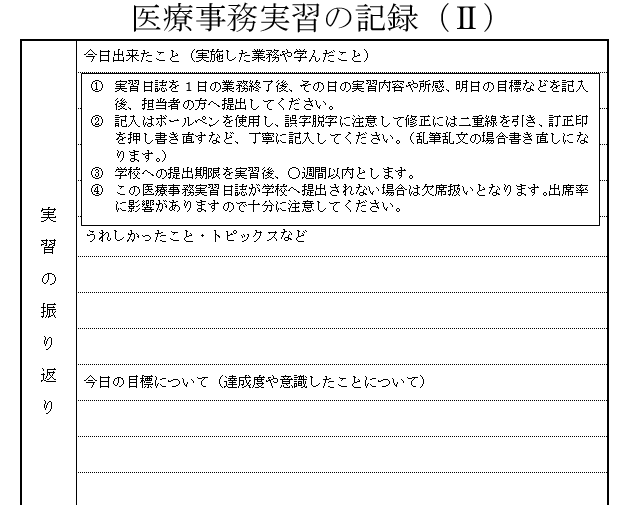 医療事務実習の記録（Ⅱ）
今日出来たこと（実施した業務や学んだこと）
① 実習日誌を１日の業務終了後、その日の実習内容や所感、明日の目標などを記入
後、担当者の方へ提出してください。
② 記入はボールペンを使用し、誤字脱字に注意して修正には二重線を引き、訂正印
を押し書き直すなど、丁寧に記入してください。（乱筆乱文の場合書き直しにな
ります。）
③ 学校への提出期限を実習後、〇週間以内とします。
④ この医療事務実習日誌が学校へ提出されない場合は欠席扱いとなります。出席率
に影響がありますので十分に注意してください。
うれしかったこと・トピックスなど
今日の目標について（達成度や意識したことについて）
実習の振り返り